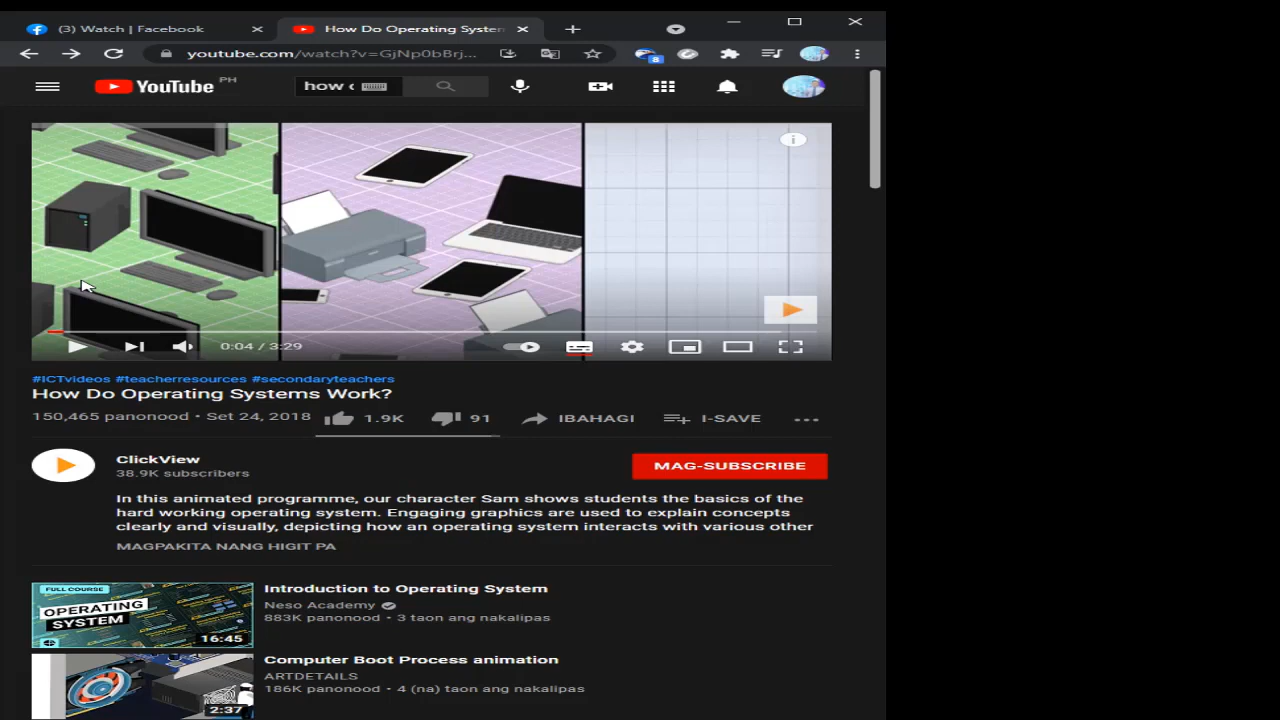 (3) Watch | Facebook
How Do Operating System
youtube.com/watch?v=GjNp0bBrj...
8
YouTube PH
how c
0:04 / 3:29
#ICTvideos #teacherresources #secondaryteachers
How Do Operating Systems Work?
150,465 panonood • Set 24, 2018
1.9K
91
IBAHAGI
I-SAVE
ClickView
38.9K subscribers
MAG-SUBSCRIBE
In this animated programme, our character Sam shows students the basics of the
hard working operating system. Engaging graphics are used to explain concepts
clearly and visually, depicting how an operating system interacts with various other
MAGPAKITA NANG HIGIT PA
FULL COURSE
OPERATING
SYSTEM
16:45
Introduction to Operating System
Neso Academy
883K panonood • 3 taon ang nakalipas
2:37
Computer Boot Process animation
ARTDETAILS
186K panonood • 4 (na) taon ang nakalipas